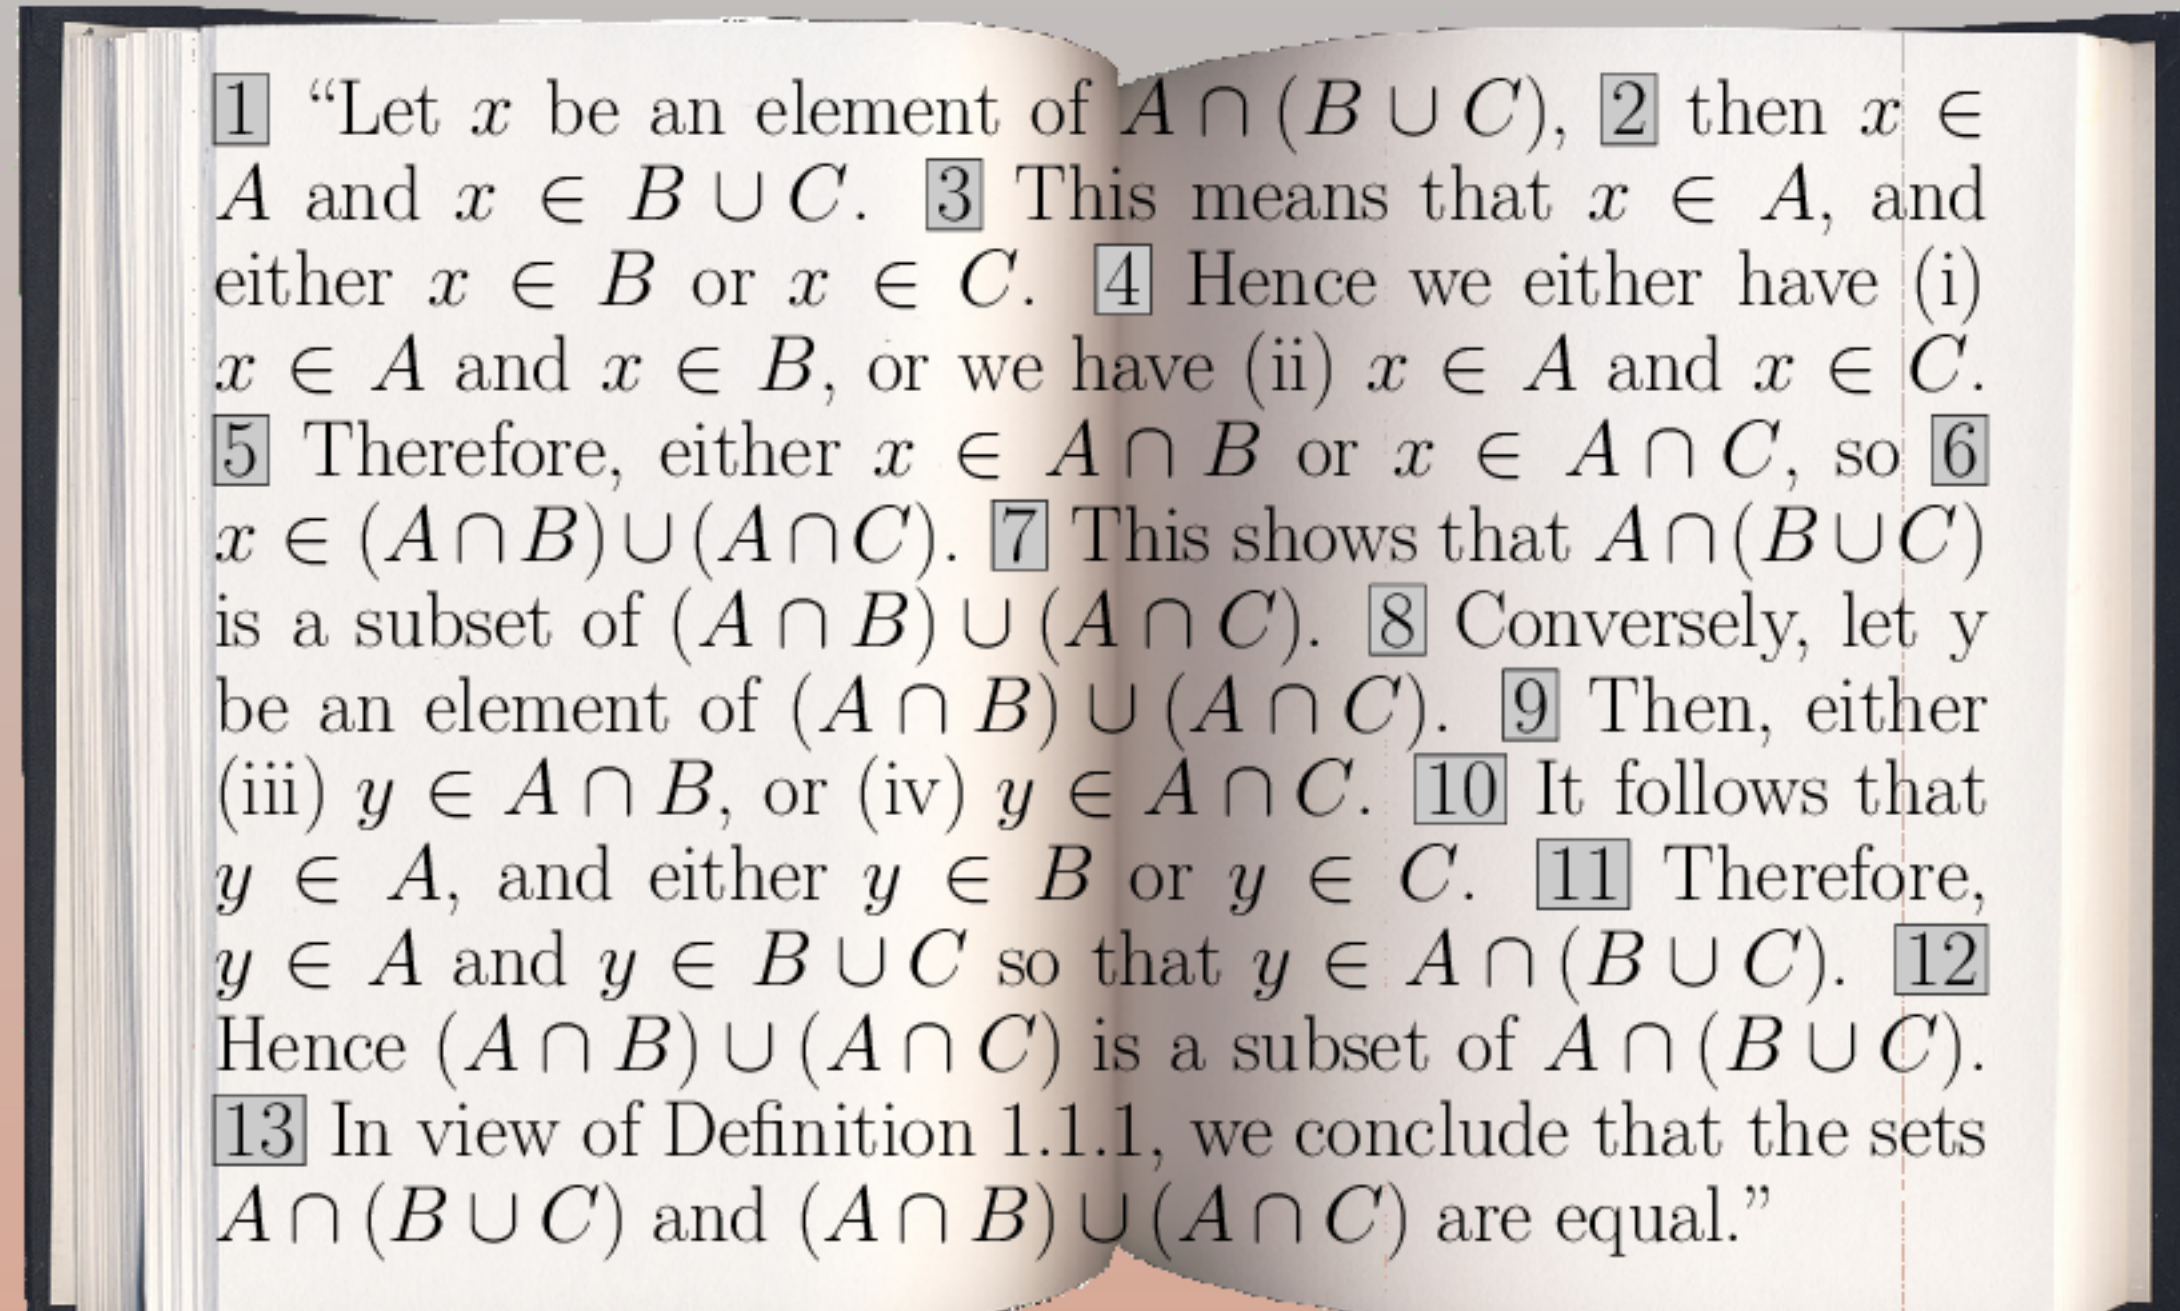 1 “Let x be an element of A ∩ (B ∪ C), 2 then x ∈
A and x ∈ B ∪ C. 3 This means that x ∈ A, and
either x ∈ B or x ∈ C. 4 Hence we either have (i)
x ∈ A and x ∈ B, or we have (ii) x ∈ A and x ∈ C.
5 Therefore, either x ∈ A ∩ B or x ∈ A ∩ C, so 6
x ∈ (A∩B)∪(A∩C). 7 This shows that A∩(B∪C)
is a subset of (A ∩ B) ∪ (A ∩ C). 8 Conversely, let y
be an element of (A ∩ B) ∪ (A ∩ C). 9 Then, either
(iii) y ∈ A ∩ B, or (iv) y ∈ A ∩ C. 10 It follows that
y ∈ A, and either y ∈ B or y ∈ C. 11 Therefore,
y ∈ A and y ∈ B ∪ C so that y ∈ A ∩ (B ∪ C). 12
Hence (A ∩ B) ∪ (A ∩ C) is a subset of A ∩ (B ∪ C).
13 In view of Definition 1.1.1, we conclude that the sets
A ∩ (B ∪ C) and (A ∩ B) ∪ (A ∩ C) are equal.”